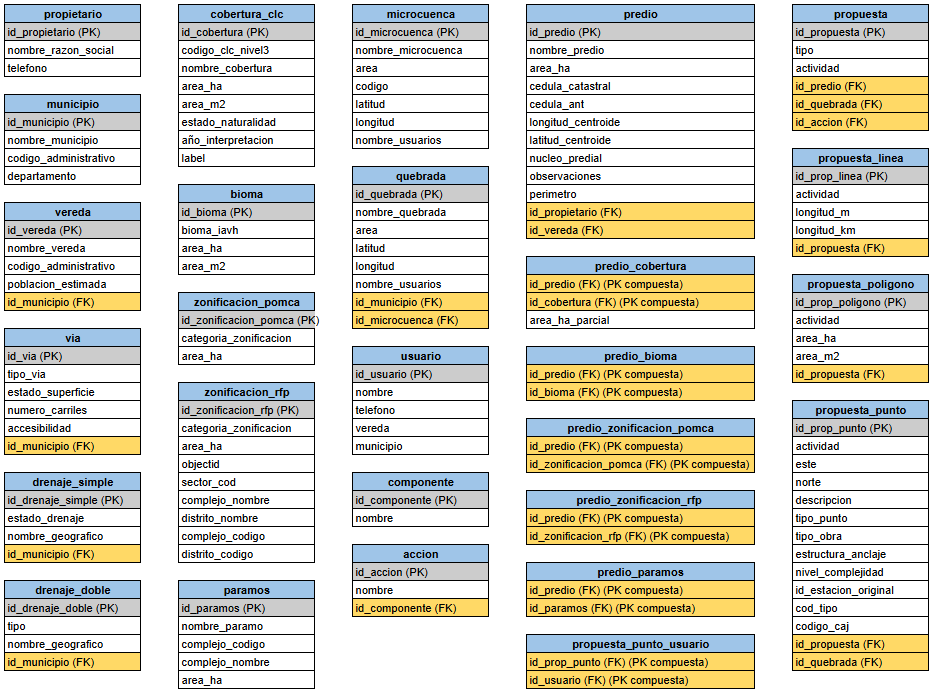 propietario
id_propietario (PK)
nombre_razon_social
telefono
municipio
id_municipio (PK)
nombre_municipio
codigo_administrativo
departamento
vereda
id_vereda (PK)
nombre_vereda
codigo_administrativo
poblacion_estimada
id_municipio (FK)
via
id_via (PK)
tipo_via
estado_superficie
numero_carriles
accesibilidad
id_municipio (FK)
drenaje_simple
id_drenaje_simple (PK)
estado_drenaje
nombre_geografico
id_municipio (FK)
drenaje_doble
id_drenaje_doble (PK)
tipo
nombre_geografico
id_municipio (FK)
cobertura_clc
id_cobertura (PK)
codigo_clc_nivel3
nombre_cobertura
area_ha
area_m2
estado_naturalidad
año_interpretacion
label
bioma
id_bioma (PK)
bioma_iavh
area_ha
area_m2
zonificacion_pomca
id_zonificacion_pomca (PK)
categoria_zonificacion
area_ha
zonificacion_rfp
id_zonificacion_rfp (PK)
categoria_zonificacion
area_ha
objectid
sector_cod
complejo_nombre
distrito_nombre
complejo_codigo
distrito_codigo
paramos
id_paramos (PK)
nombre_paramo
complejo_codigo
complejo_nombre
area_ha
microcuenca
id_microcuenca (PK)
nombre_microcuenca
area
codigo
latitud
longitud
nombre_usuarios
quebrada
id_quebrada (PK)
nombre_quebrada
area
latitud
longitud
nombre_usuarios
id_municipio (FK)
id_microcuenca (FK)
usuario
id_usuario (PK)
nombre
telefono
vereda
municipio
componente
id_componente (PK)
nombre
accion
id_accion (PK)
nombre
id_componente (FK)
predio
id_predio (PK)
nombre_predio
area_ha
cedula_catastral
cedula_ant
longitud_centroide
latitud_centroide
nucleo_predial
observaciones
perimetro
id_propietario (FK)
id_vereda (FK)
predio_cobertura
id_predio (FK) (PK compuesta)
id_cobertura (FK) (PK compuesta)
area_ha_parcial
predio_bioma
id_predio (FK) (PK compuesta)
id_bioma (FK) (PK compuesta)
predio_zonificacion_pomca
id_predio (FK) (PK compuesta)
id_zonificacion_pomca (FK) (PK compuesta)
predio_zonificacion_rfp
id_predio (FK) (PK compuesta)
id_zonificacion_rfp (FK) (PK compuesta)
predio_paramos
id_predio (FK) (PK compuesta)
id_paramos (FK) (PK compuesta)
propuesta_punto_usuario
id_prop_punto (FK) (PK compuesta)
id_usuario (FK) (PK compuesta)
propuesta
id_propuesta (PK)
tipo
actividad
id_predio (FK)
id_quebrada (FK)
id_accion (FK)
propuesta_linea
id_prop_linea (PK)
actividad
longitud_m
longitud_km
id_propuesta (FK)
propuesta_poligono
id_prop_poligono (PK)
actividad
area_ha
area_m2
id_propuesta (FK)
propuesta_punto
id_prop_punto (PK)
actividad
este
norte
descripcion
tipo_punto
tipo_obra
estructura_anclaje
nivel_complejidad
id_estacion_original
cod_tipo
codigo_caj
id_propuesta (FK)
id_quebrada (FK)